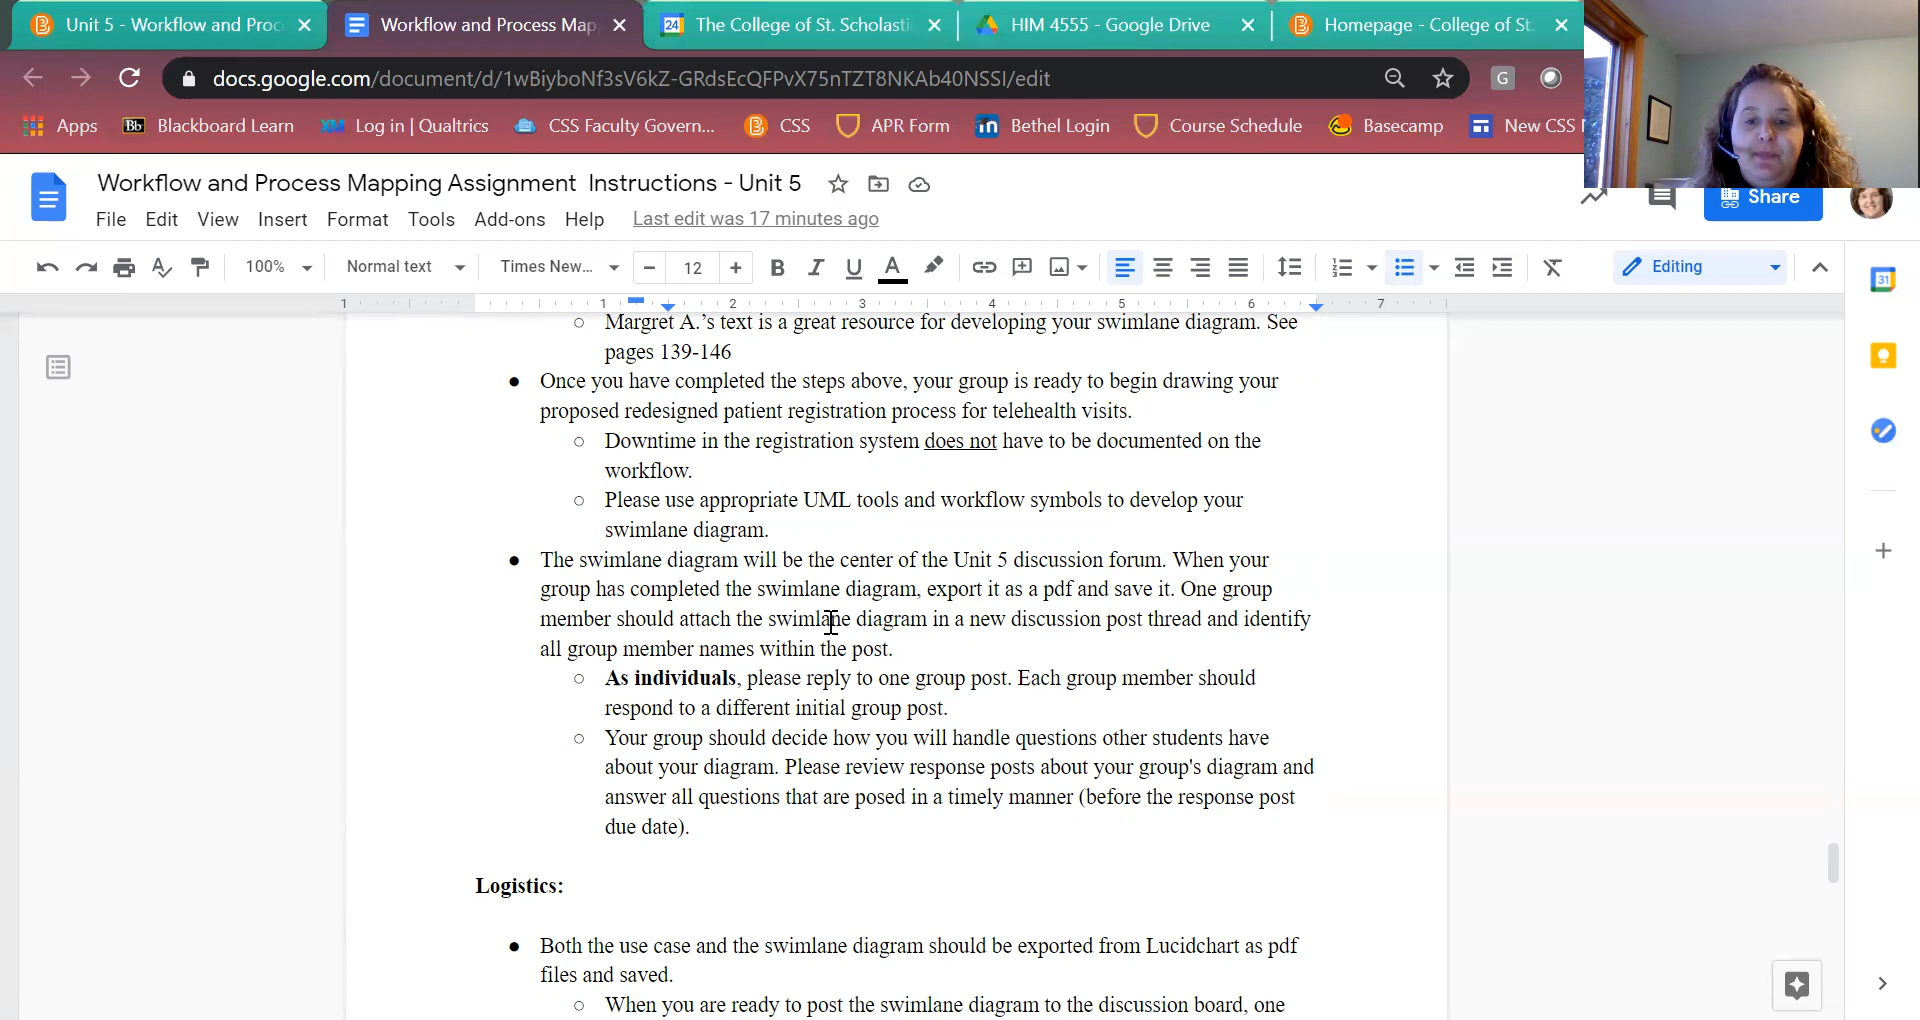 Unit 5 - Workflow and Proc
Workflow and Process Map
24
The College of St. Scholasti
HIM 4555 - Google Drive
Homepage - College of St.
docs.google.com/document/d/1wBiyboNf3sV6kZ-GRdsEcQFPvX75nTZT8NKAb40NSSI/edit
G
Apps
Bb
Blackboard Learn
Log in | Qualtrics
CSS Faculty Govern...
CSS
APR Form
in
Bethel Login
Course Schedule
Basecamp
New CSS
Workflow and Process Mapping Assignment Instructions - Unit 5
File Edit View Insert Format Tools Add-ons Help Last edit was 17 minutes ago
Share
100%
Normal text
Times New...
12
B I U A
Editing
31
1 1 2 3 4 5 6 7
Margret A.'s text is a great resource for developing your swimlane diagram. See
pages 139-146
Once you have completed the steps above, your group is ready to begin drawing your
proposed redesigned patient registration process for telehealth visits.
Downtime in the registration system does not have to be documented on the
workflow.
Please use appropriate UML tools and workflow symbols to develop your
swimlane diagram.
The swimlane diagram will be the center of the Unit 5 discussion forum. When your
group has completed the swimlane diagram, export it as a pdf and save it. One group
member should attach the swimlane diagram in a new discussion post thread and identify
all group member names within the post.
As individuals, please reply to one group post. Each group member should
respond to a different initial group post.
Your group should decide how you will handle questions other students have
about your diagram. Please review response posts about your group's diagram and
answer all questions that are posed in a timely manner (before the response post
due date).
Logistics:
Both the use case and the swimlane diagram should be exported from Lucidchart as pdf
files and saved.
When you are ready to post the swimlane diagram to the discussion board, one